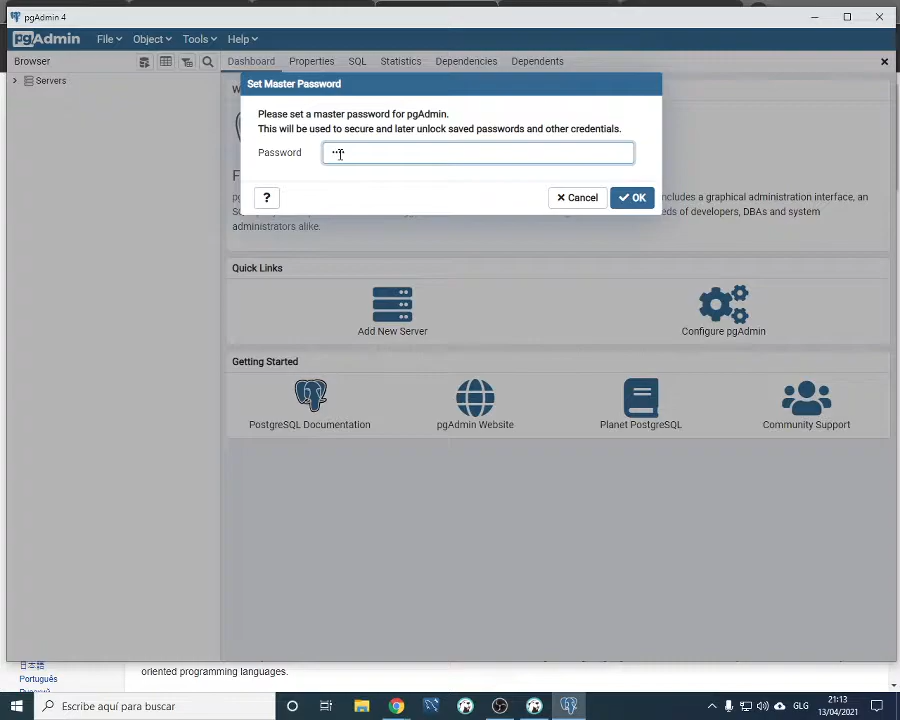 pgAdmin 4
pgAdmin File Object Tools Help
Browser
Dashboard Properties SQL Statistics Dependencies Dependents
Servers
Set Master Password
W
Please set a master password for pgAdmin.
This will be used to secure and later unlock saved passwords and other credentials.
Password ····
F
? Cancel OK
includes a graphical administration interface, an
developers, DBAs and system
administrators alike.
Quick Links
Add New Server
Configure pgAdmin
Getting Started
PostgreSQL Documentation
pgAdmin Website
Planet PostgreSQL
Community Support
日本語
Português
oriented programming languages.
Escribe aquí para buscar
GLG
21:13
13/04/2021